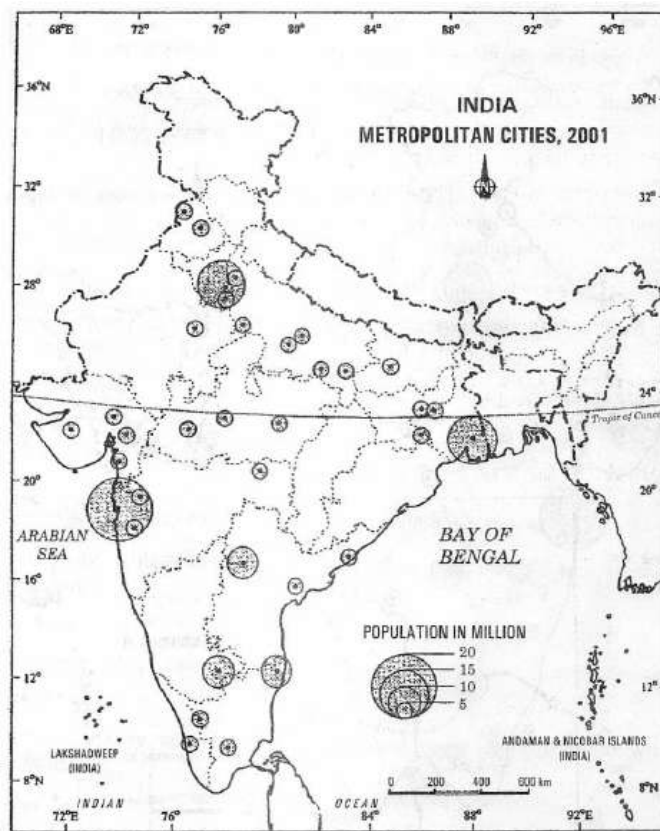 68°E 72° 76° 80° 84° 88° 92° 96°E
36°N
36°N
INDIA
METROPOLITAN CITIES, 2001
N
32°
32°
28°
28°
24°
24°
Tropic of Cancer
20°
20°
ARABIAN
SEA
BAY OF
BENGAL
16°
16°
POPULATION IN MILLION
20
15
10
5
12°
12°
LAKSHADWEEP
(INDIA)
ANDAMAN & NICOBAR ISLANDS
(INDIA)
0 200 400 600 km
8°N
8°N
INDIAN OCEAN
72°E 76° 80° 84° 88° 92°E